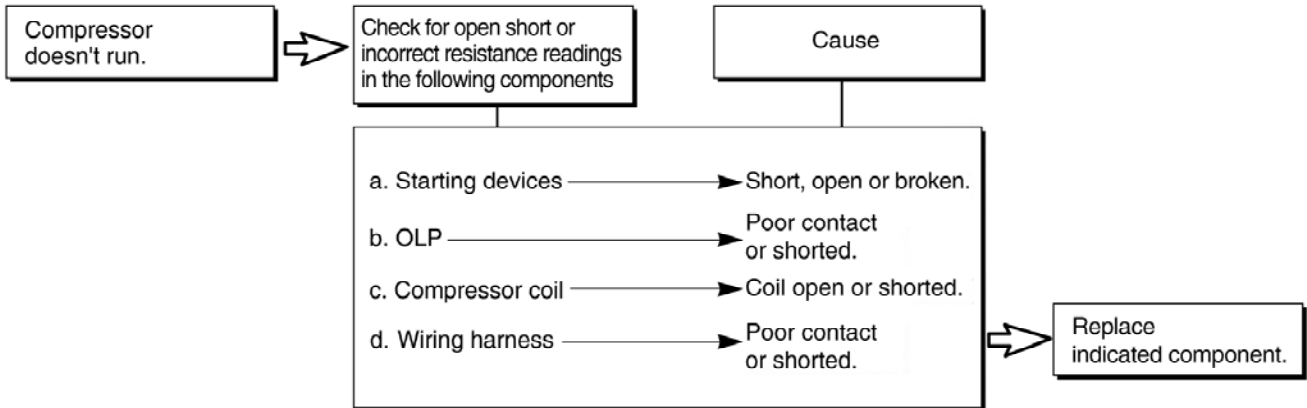 Compressor
doesn't run.
Check for open short or
incorrect resistance readings
in the following components
Cause
a. Starting devices
Short, open or broken.
b. OLP
Poor contact
or shorted.
c. Compressor coil
Coil open or shorted.
d. Wiring harness
Poor contact
or shorted.
Replace
indicated component.